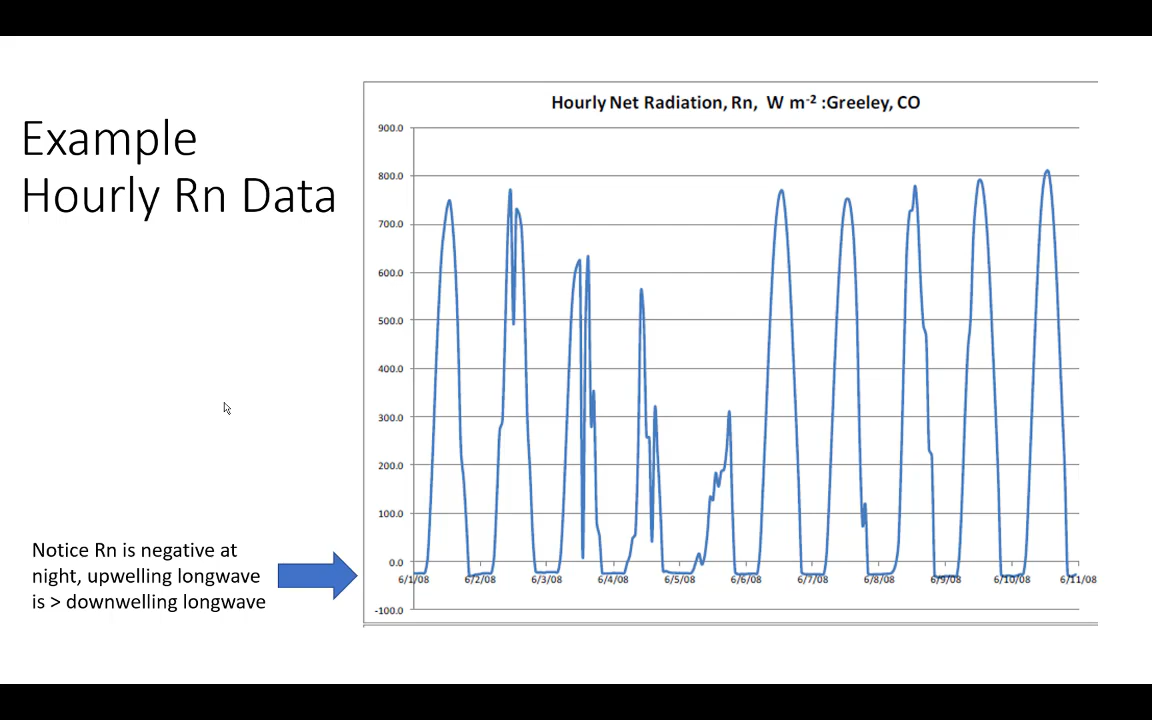 Example
Hourly Rn Data
Hourly Net Radiation, Rn, W m-2 :Greeley, CO
900.0
800.0
700.0
600.0
500.0
400.0
300.0
200.0
100.0
0.0
-100.0
6/1/08 6/2/08 6/3/08 6/4/08 6/5/08 6/6/08 6/7/08 6/8/08 6/9/08 6/10/08 6/11/08
Notice Rn is negative at
night, upwelling longwave
is > downwelling longwave